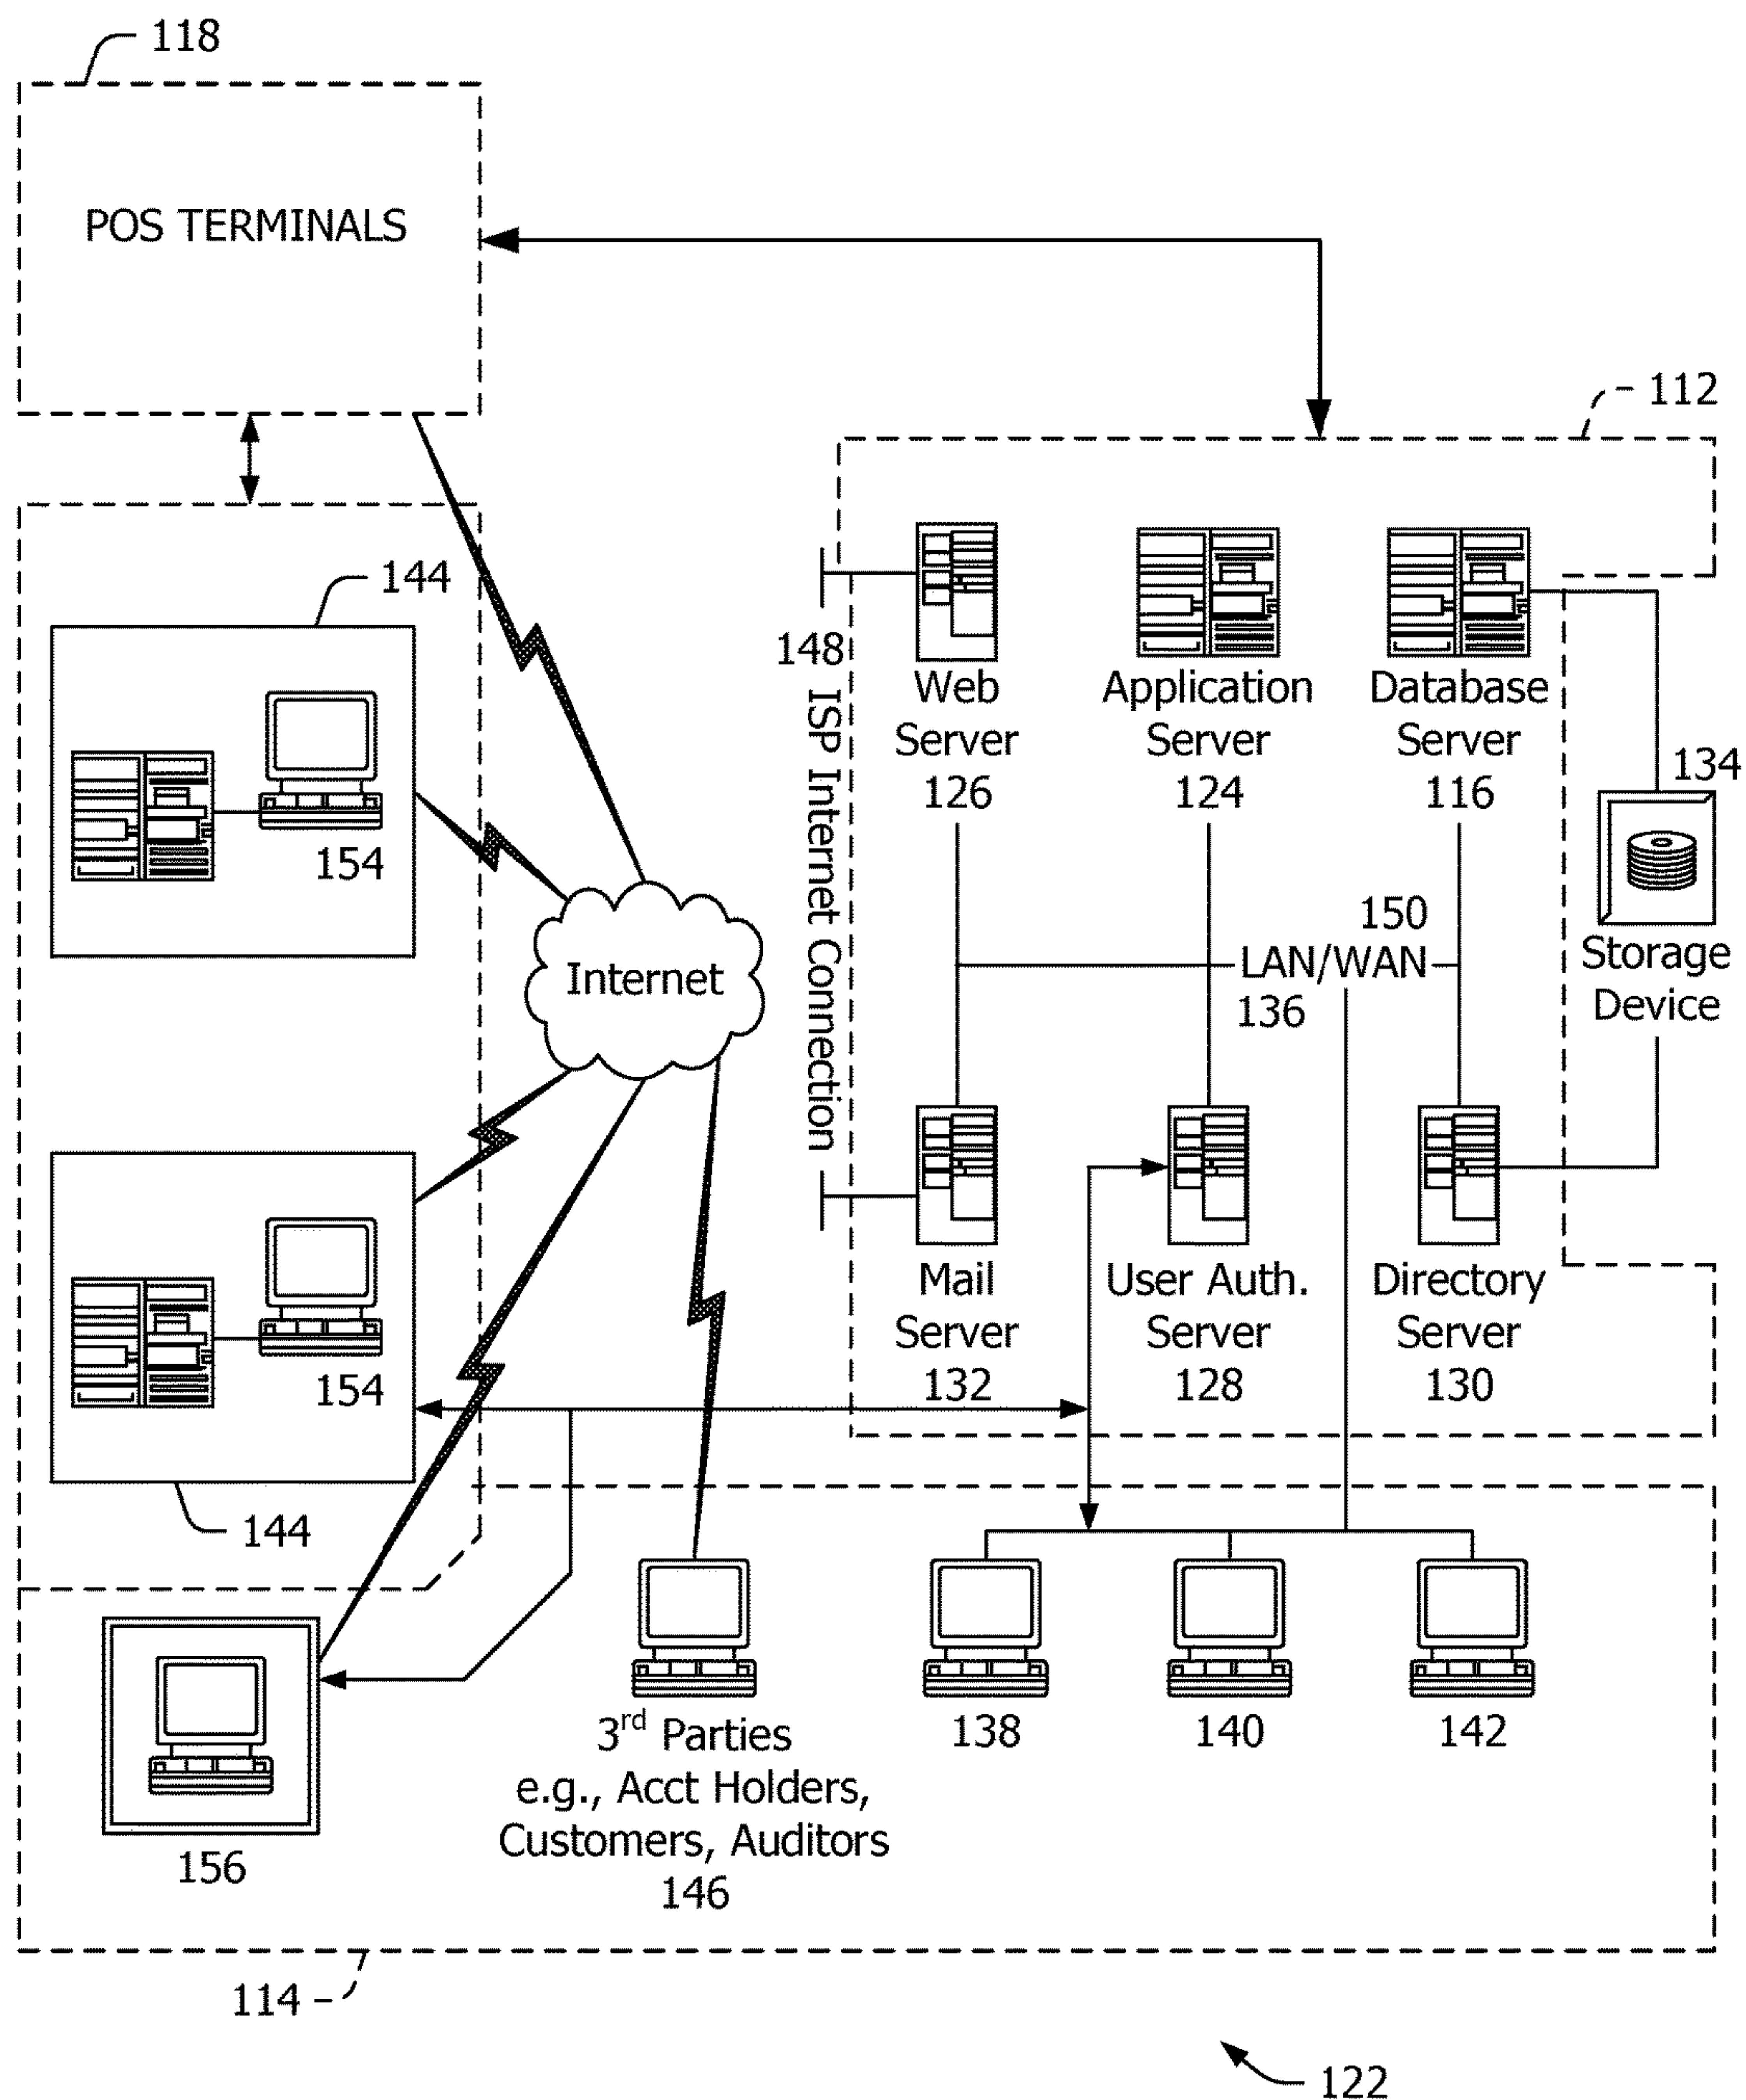 118
POS TERMINALS
112
144
154
148 ISP Internet Connection
Web
Server
126
Application
Server
124
Database
Server
116
134
Storage
Device
Internet
150
LAN/WAN
136
154
144
Mail
Server
132
User Auth.
Server
128
Directory
Server
130
156
3rd Parties
e.g., Acct Holders,
Customers, Auditors
146
138
140
142
114
122